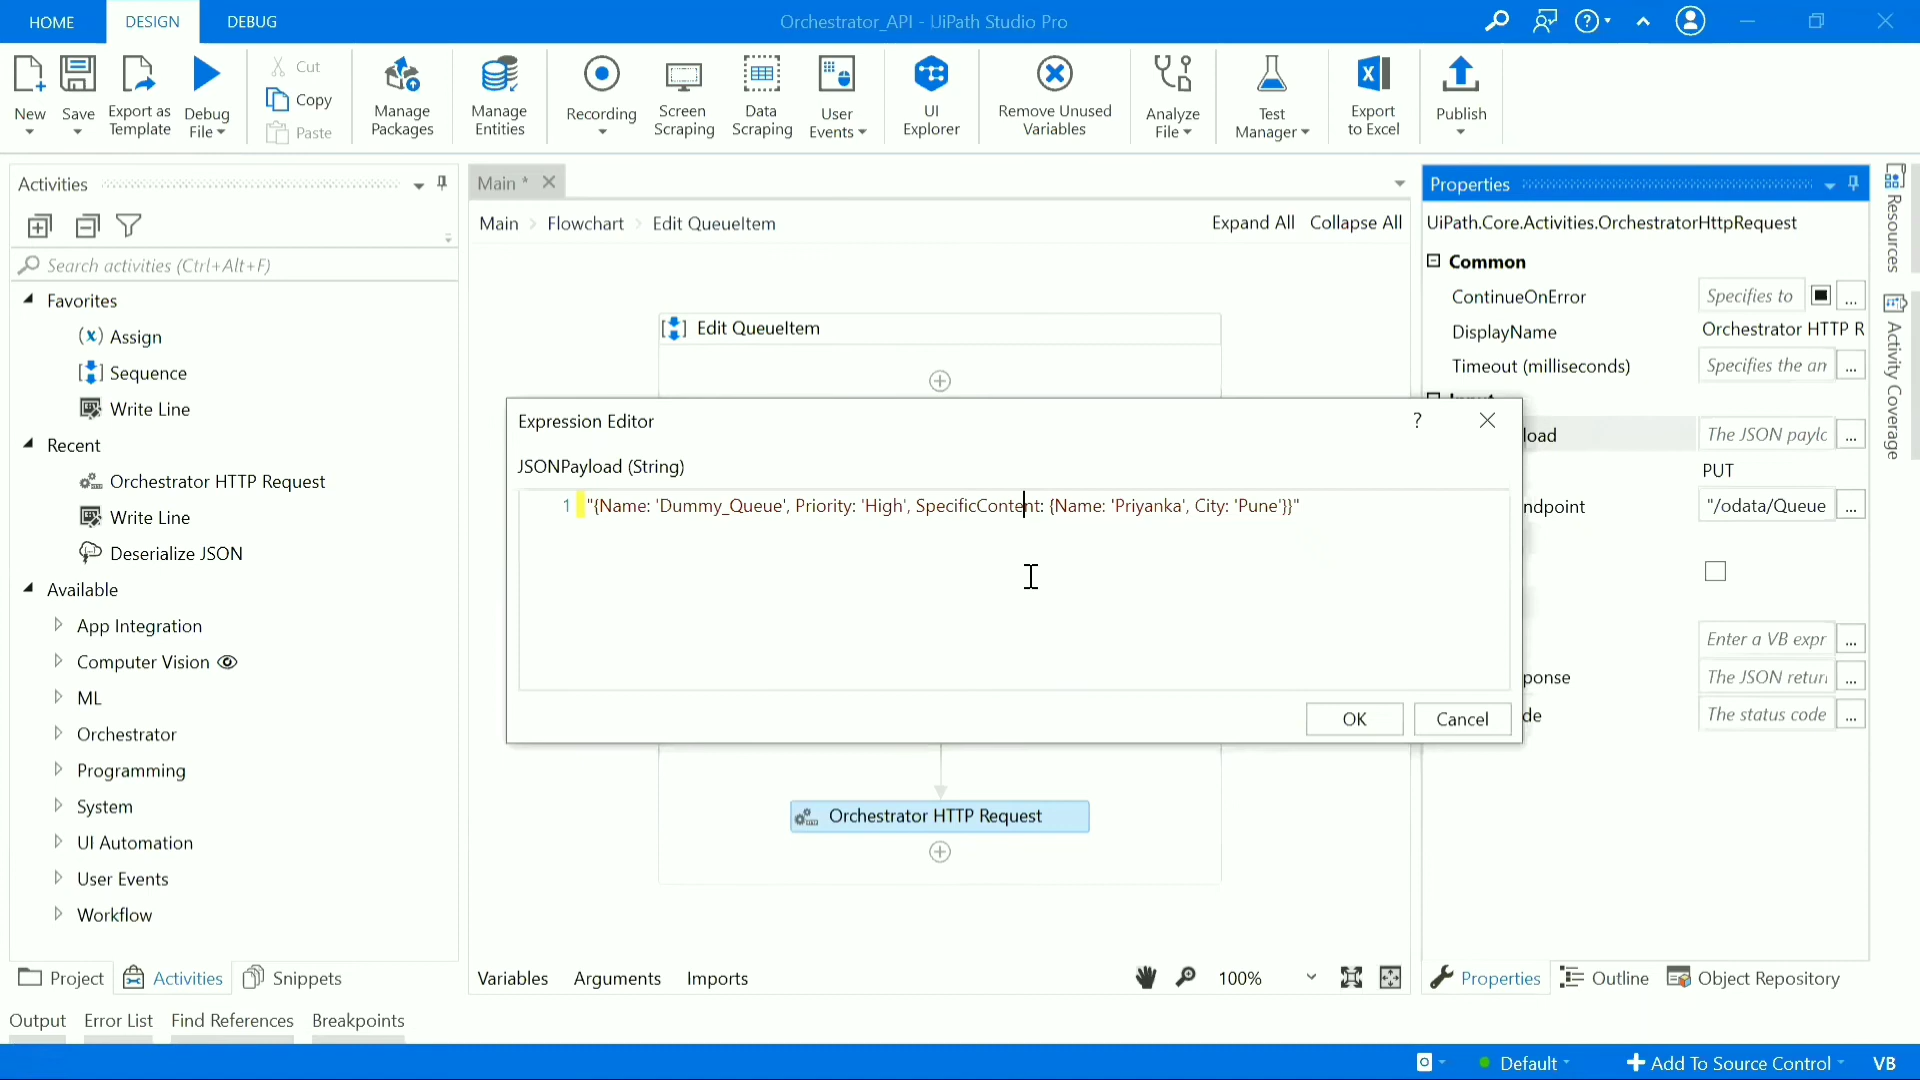 HOME
DESIGN
DEBUG
Orchestrator_API - UiPath Studio Pro
New
Save
Export as
Template
Debug
File
Cut
Copy
Paste
Manage
Packages
Manage
Entities
Recording
Screen
Scraping
Data
Scraping
User
Events
UI
Explorer
Remove Unused
Variables
Analyze
File
Test
Manager
Export
to Excel
Publish
Activities
Search activities (Ctrl+Alt+F)
Favorites
Assign
Sequence
Write Line
Recent
Orchestrator HTTP Request
Write Line
Deserialize JSON
Available
App Integration
Computer Vision
ML
Orchestrator
Programming
System
UI Automation
User Events
Workflow
Project
Activities
Snippets
Main *
Main
Flowchart
Edit QueueItem
Expand All
Collapse All
Edit QueueItem
Expression Editor
?
JSONPayload (String)
1 "{Name: 'Dummy_Queue', Priority: 'High', SpecificContent: {Name: 'Priyanka', City: 'Pune'}}"
OK
Cancel
Orchestrator HTTP Request
Variables
Arguments
Imports
100%
Properties
UiPath.Core.Activities.OrchestratorHttpRequest
Common
ContinueOnError
Specifies to
...
DisplayName
Orchestrator HTTP R
Timeout (milliseconds)
Specifies the an
...
load
The JSON paylc
...
PUT
ndpoint
"/odata/Queue
...
Enter a VB expr
...
ponse
The JSON return
...
de
The status code
...
Properties
Outline
Object Repository
Resources
Activity Coverage
Output
Error List
Find References
Breakpoints
Default
Add To Source Control
VB